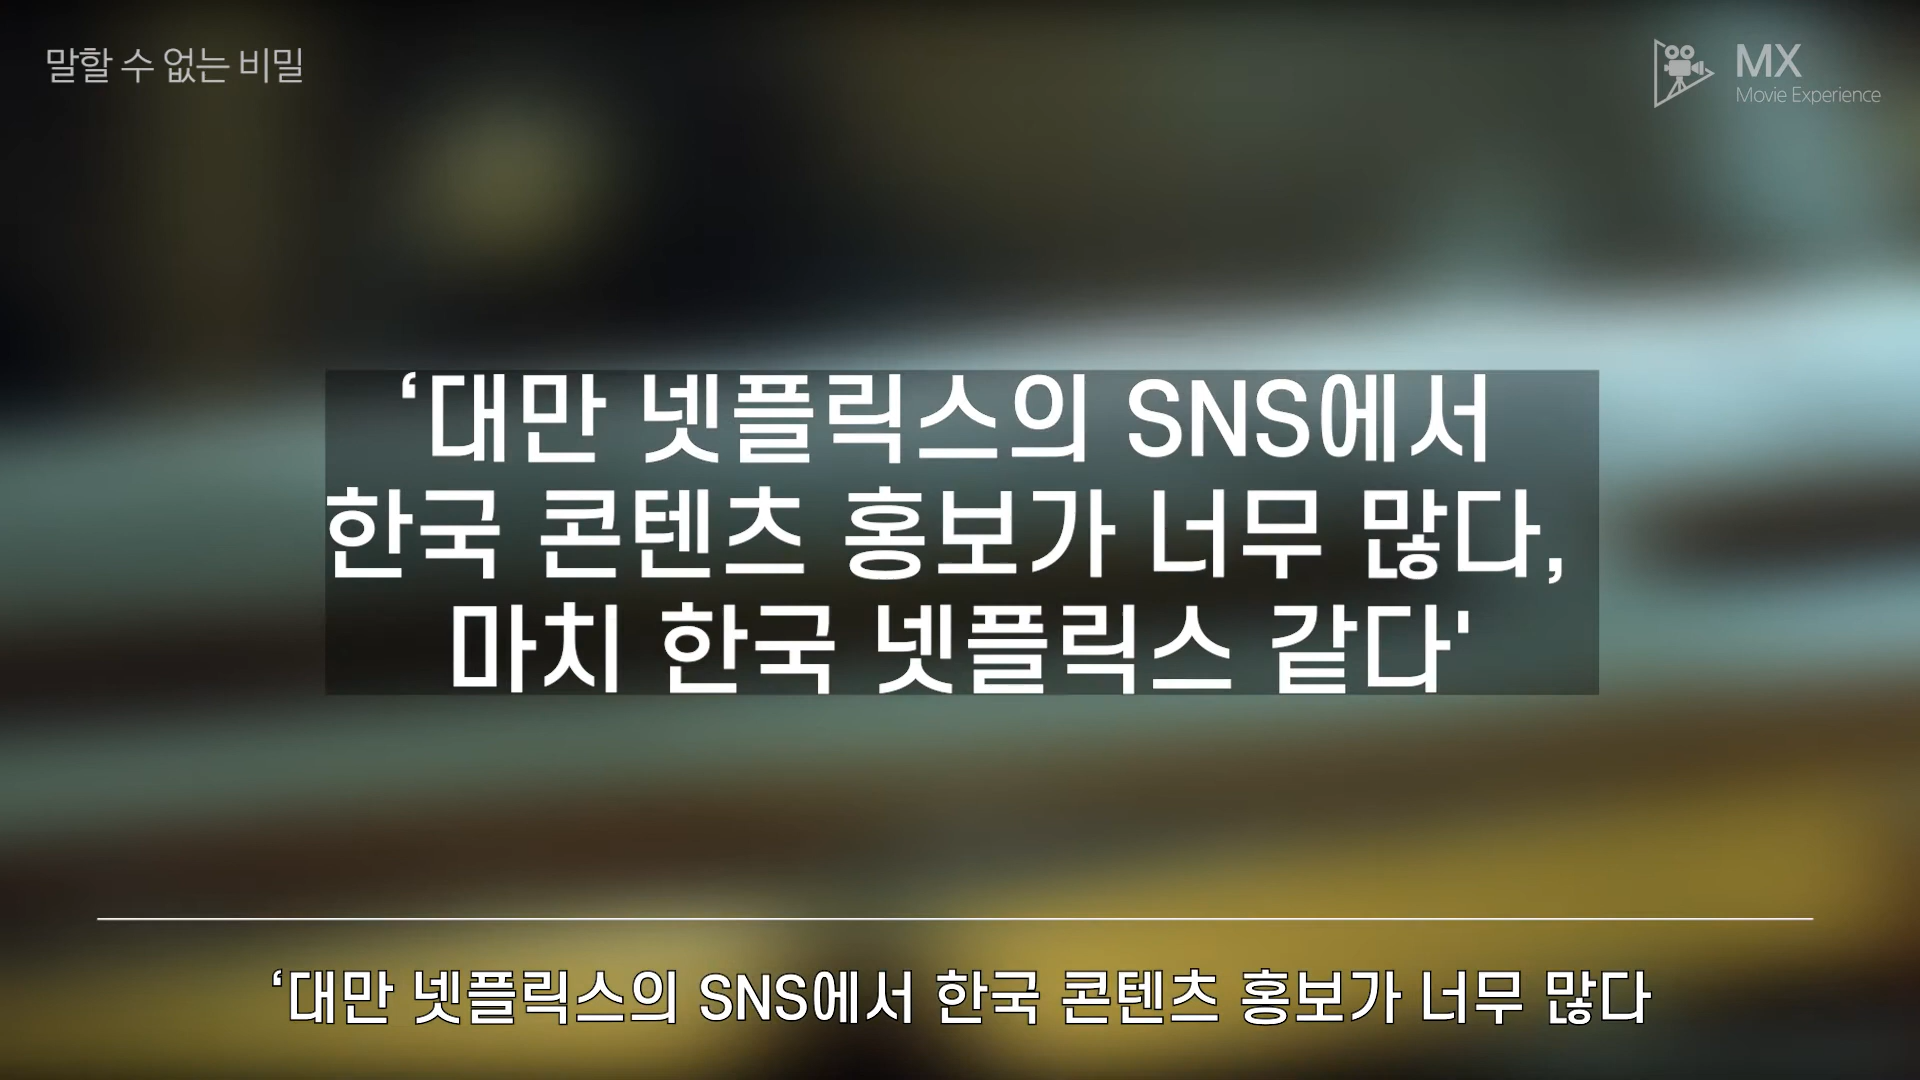 말할 수 없는 비밀
MX
Movie Experience
‘대만 넷플릭스의 SNS에서
한국 콘텐츠 홍보가 너무 많다,
마치 한국 넷플릭스 같다'
‘대만 넷플릭스의 SNS에서 한국 콘텐츠 홍보가 너무 많다